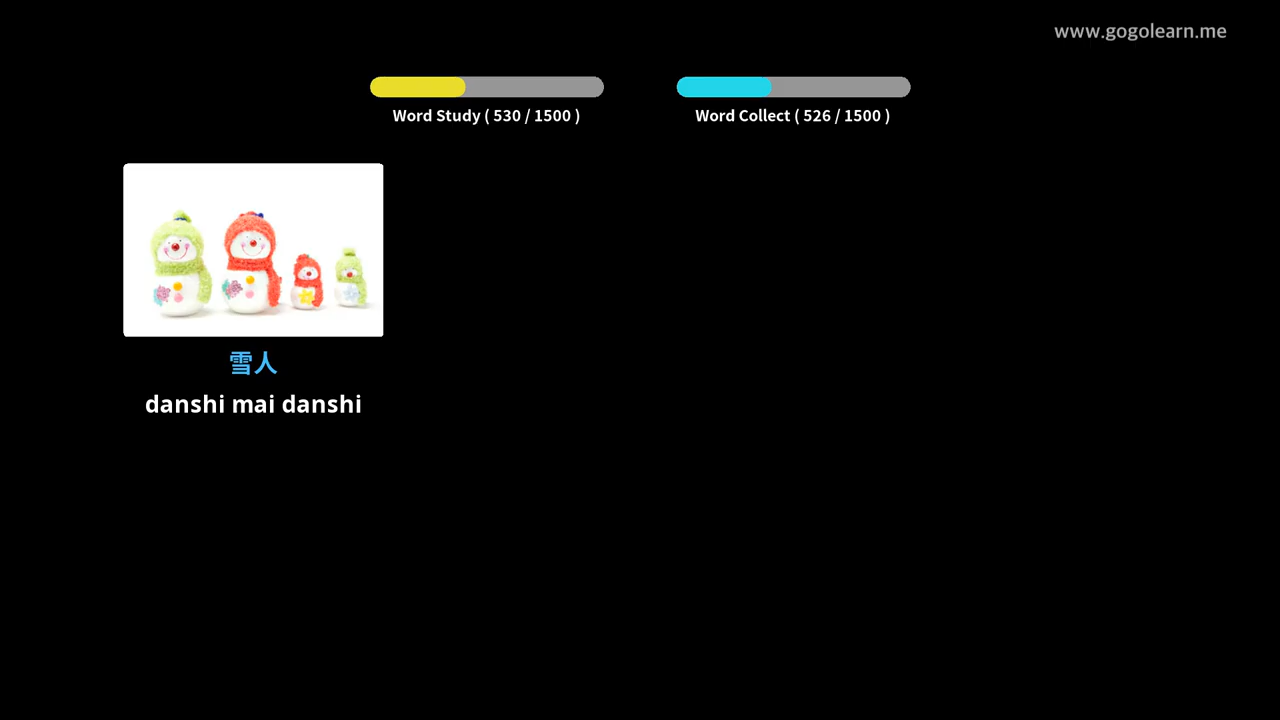 www.gogolearn.me
Word Study ( 530 / 1500 )
Word Collect ( 526 / 1500 )
雪人
danshi mai danshi